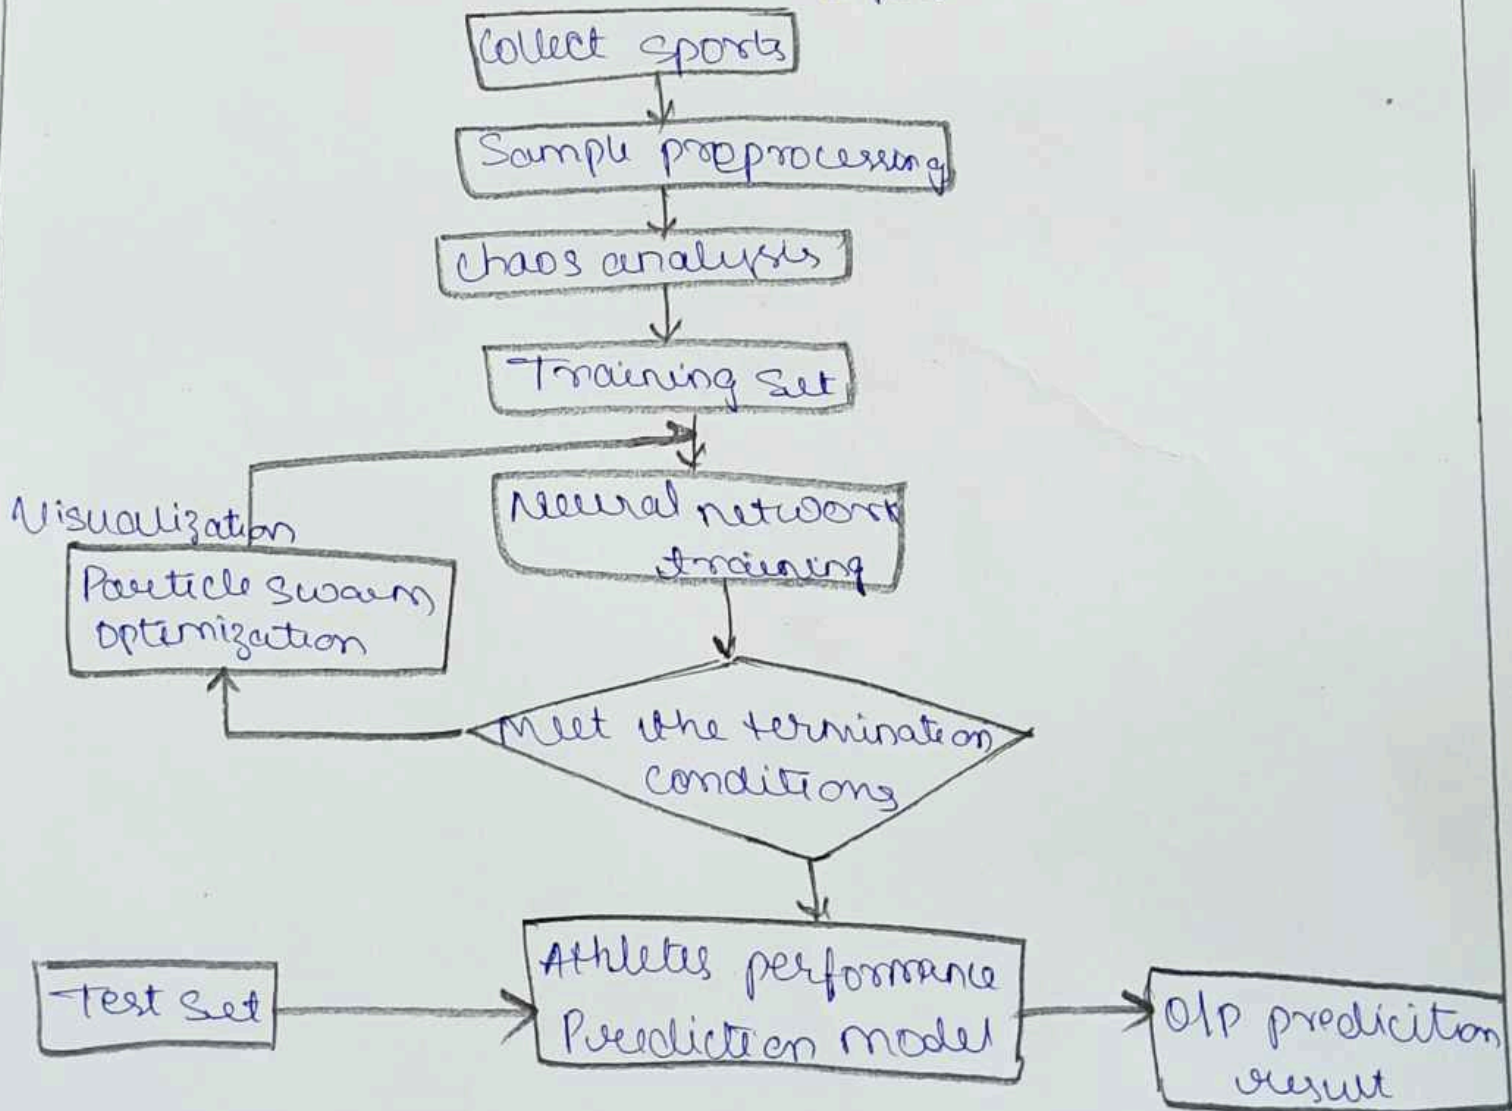 Collect sports
Sample preprocessing
Chaos analysis
Training set
Visualization
Neural network
training
Particle swarm
optimization
Meet the termination
conditions
Athletes performance
Prediction model
Test set
O/p predicition
result